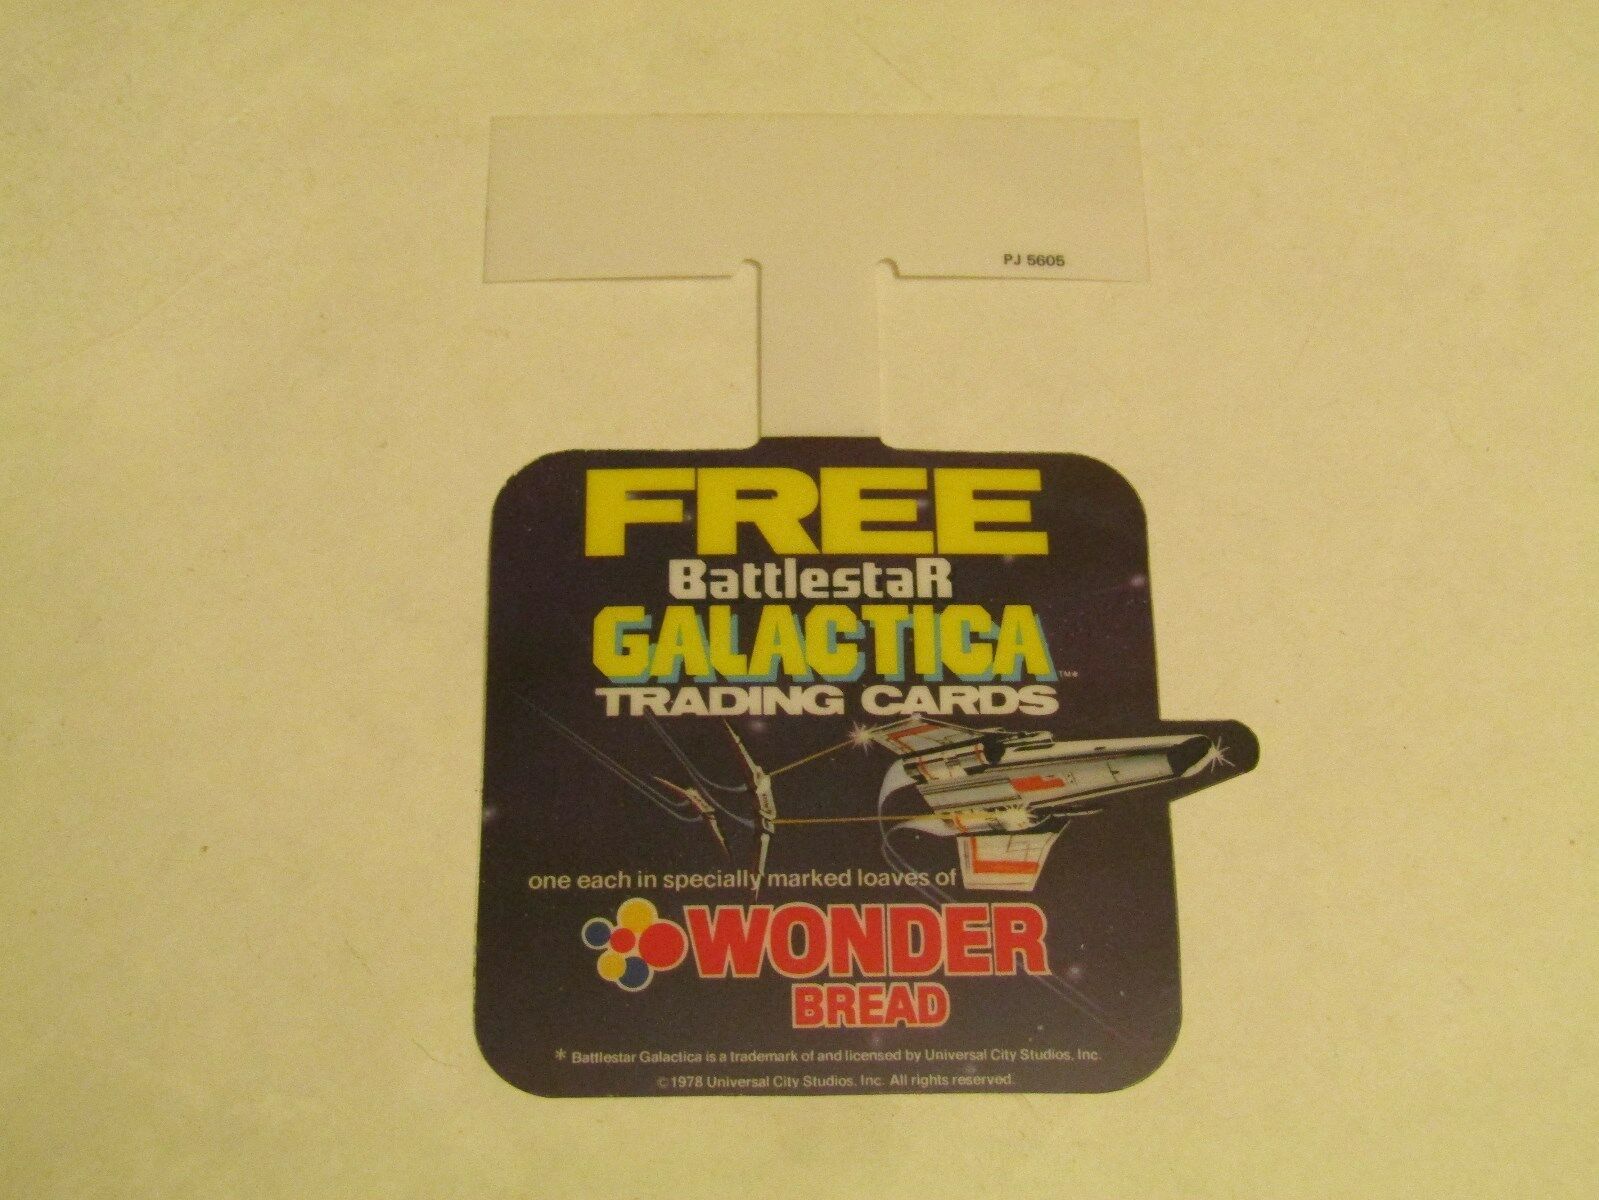 PJ 5605
FREE
BattlestaR
GALACTICA TM*
TRADING CARDS
one each in specially marked loaves of
WONDER
BREAD
* Battlestar Galactica is a trademark of and licensed by Universal City Studios, Inc.
© 1978 Universal City Studios, Inc. All rights reserved.